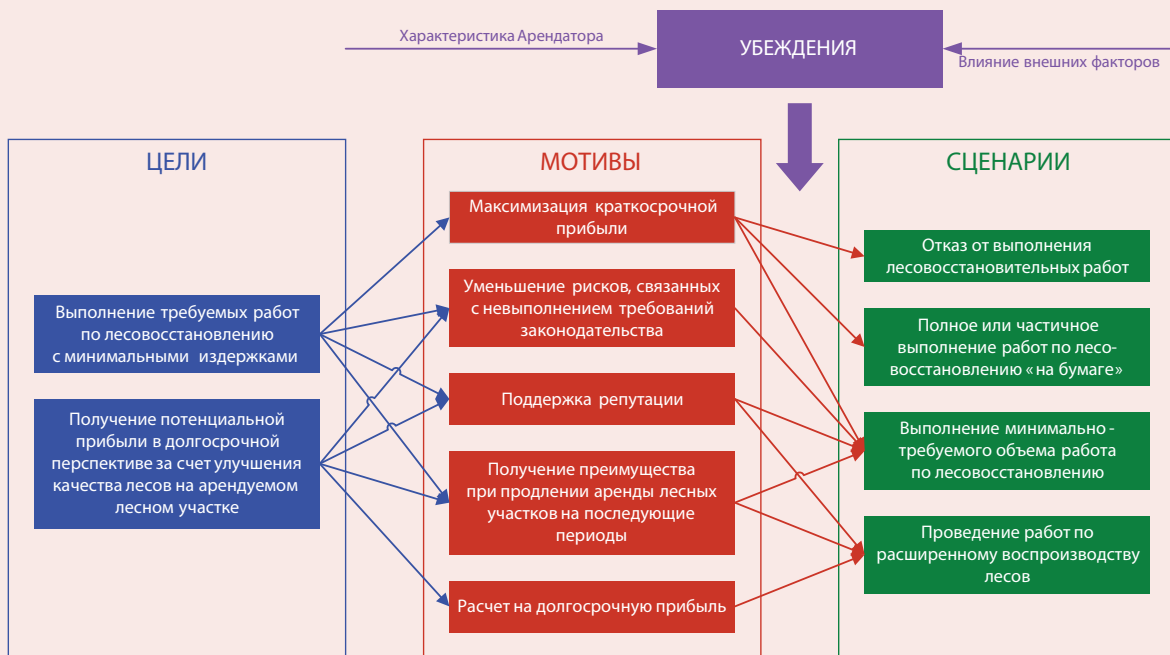 Характеристика Арендатора
УБЕЖДЕНИЯ
Влияние внешних факторов
ЦЕЛИ
Выполнение требуемых работ
по лесовосстановлению
с минимальными издержками
Получение потенциальной
прибыли в долгосрочной
перспективе за счет улучшения
качества лесов на арендуемом
лесном участке
МОТИВЫ
Максимизация краткосрочной
прибыли
Уменьшение рисков, связанных
с невыполнением требований
законодательства
Поддержка репутации
Получение преимущества
при продлении аренды лесных
участков на последующие
периоды
Расчет на долгосрочную прибыль
СЦЕНАРИИ
Отказ от выполнения
лесовосстановительных работ
Полное или частичное
выполнение работ по лесо-
восстановлению «на бумаге»
Выполнение минимально -
требуемого объема работа
по лесовосстановлению
Проведение работ по
расширенному воспроизводству
лесов